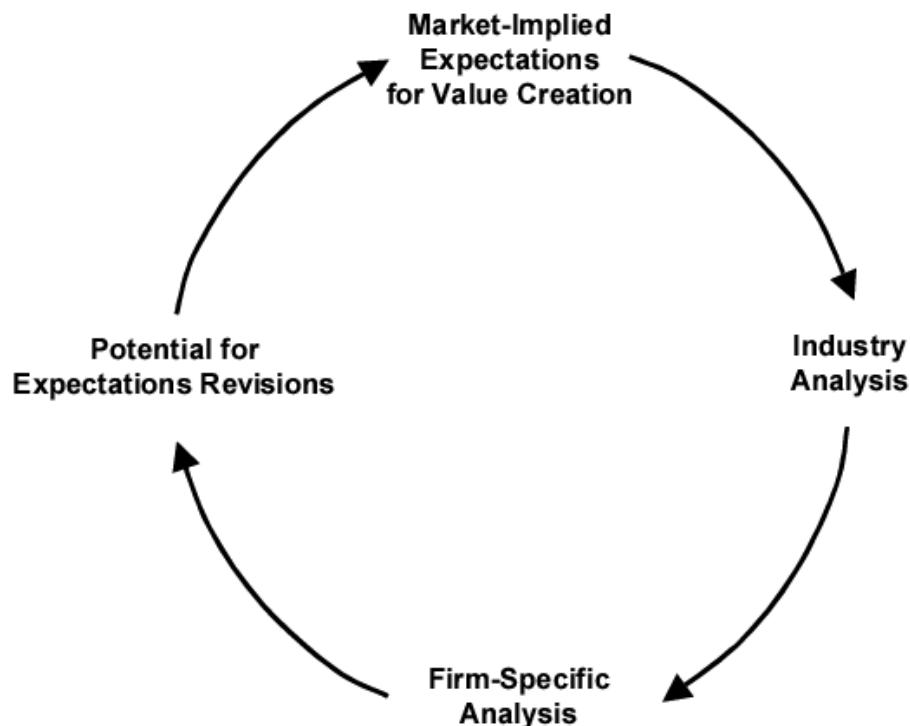 Market-Implied
Expectations
for Value Creation
Industry
Analysis
Firm-Specific
Analysis
Potential for
Expectations Revisions